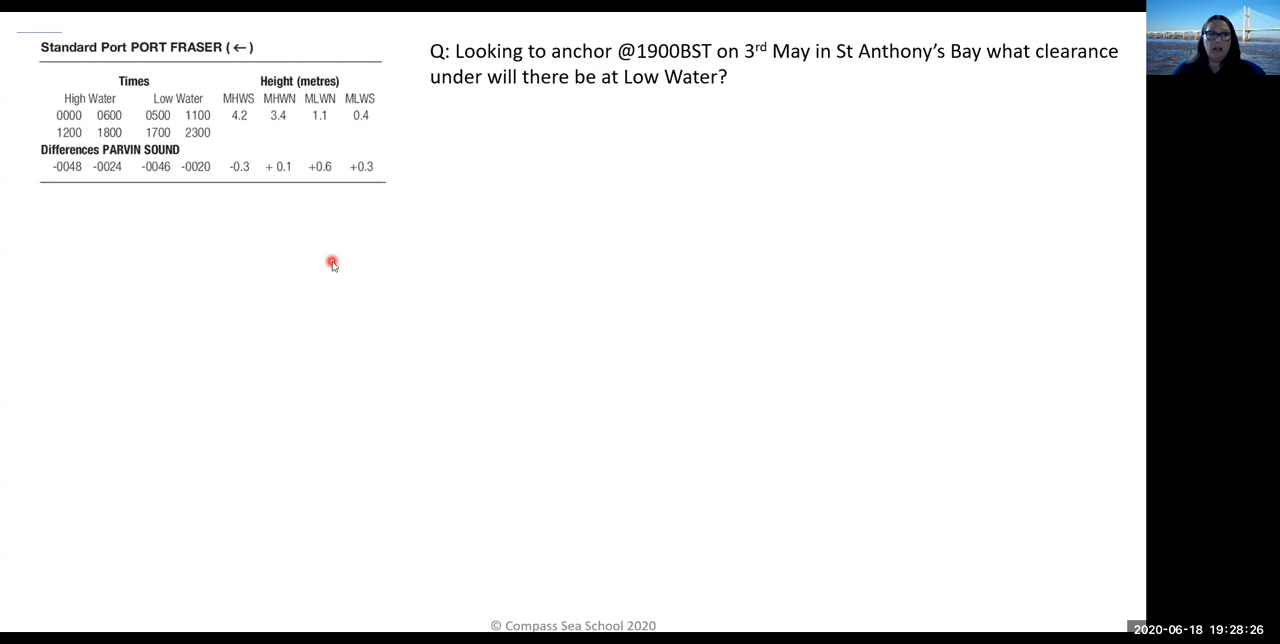 Standard Port PORT FRASER (←)
Times Height (metres)
High Water Low Water MHWS MHWN MLWN MLWS
0000 0600 0500 1100 4.2 3.4 1.1 0.4
1200 1800 1700 2300
Differences PARVIN SOUND
-0048 -0024 -0046 -0020 -0.3 + 0.1 +0.6 +0.3
Q: Looking to anchor @1900BST on 3rd May in St Anthony’s Bay what clearance
under will there be at Low Water?
© Compass Sea School 2020
2020-06-18 19:28:26